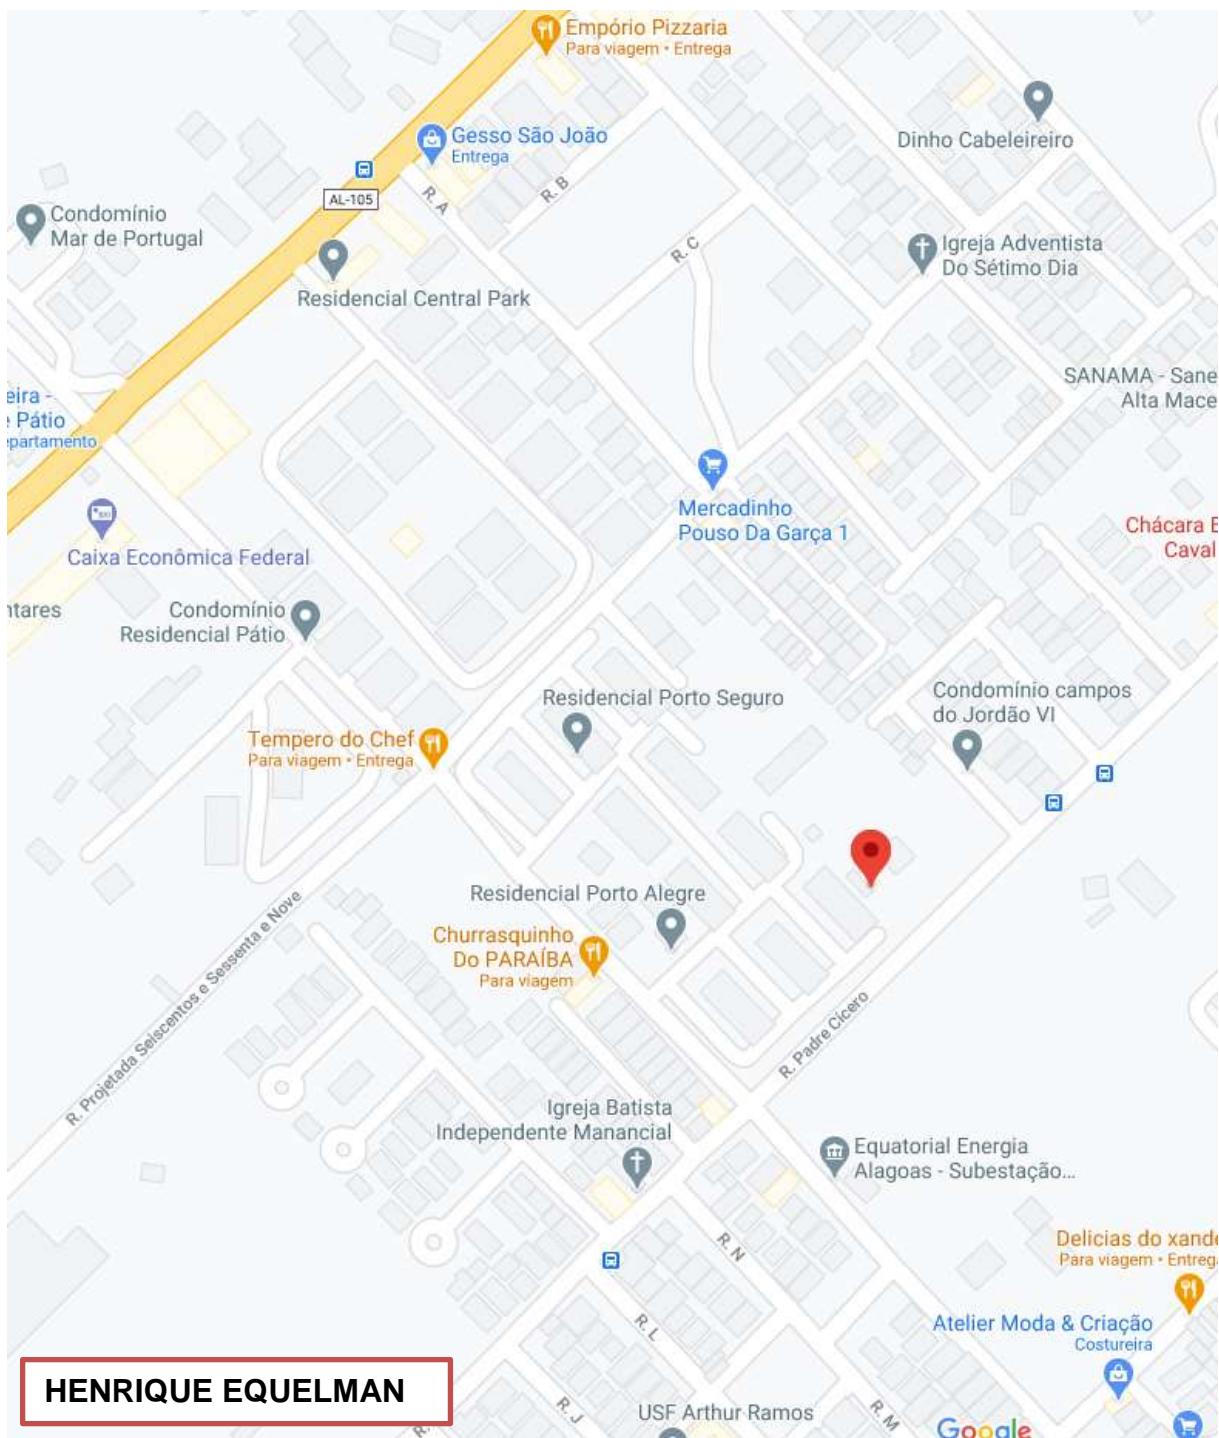 Empório Pizzaria
Para viagem • Entrega
Gesso São João
Entrega
Dinho Cabeleireiro
AL-105
R. A
R. B
Condomínio
Mar de Portugal
R. C
Igreja Adventista
Do Sétimo Dia
Residencial Central Park
SANAMA - Sane
Alta Mace
eira -
Pátio
epartamento
Mercadinho
Pouso Da Garça 1
Chácara E
Caval
Caixa Econômica Federal
ntares
Condomínio
Residencial Pátio
Residencial Porto Seguro
Condomínio campos
do Jordão VI
Tempero do Chef
Para viagem • Entrega
Residencial Porto Alegre
Churrasquinho
Do PARAÍBA
Para viagem
R. Projetada Seiscentos e Sessenta e Nove
R. Padre Cícero
Igreja Batista
Independente Manancial
Equatorial Energia
Alagoas - Subestação...
R. N
Delicias do xande
Para viagem • Entreg
R. L
Atelier Moda & Criação
Costureira
HENRIQUE EQUELMAN
R. J
USF Arthur Ramos
R. M
Google